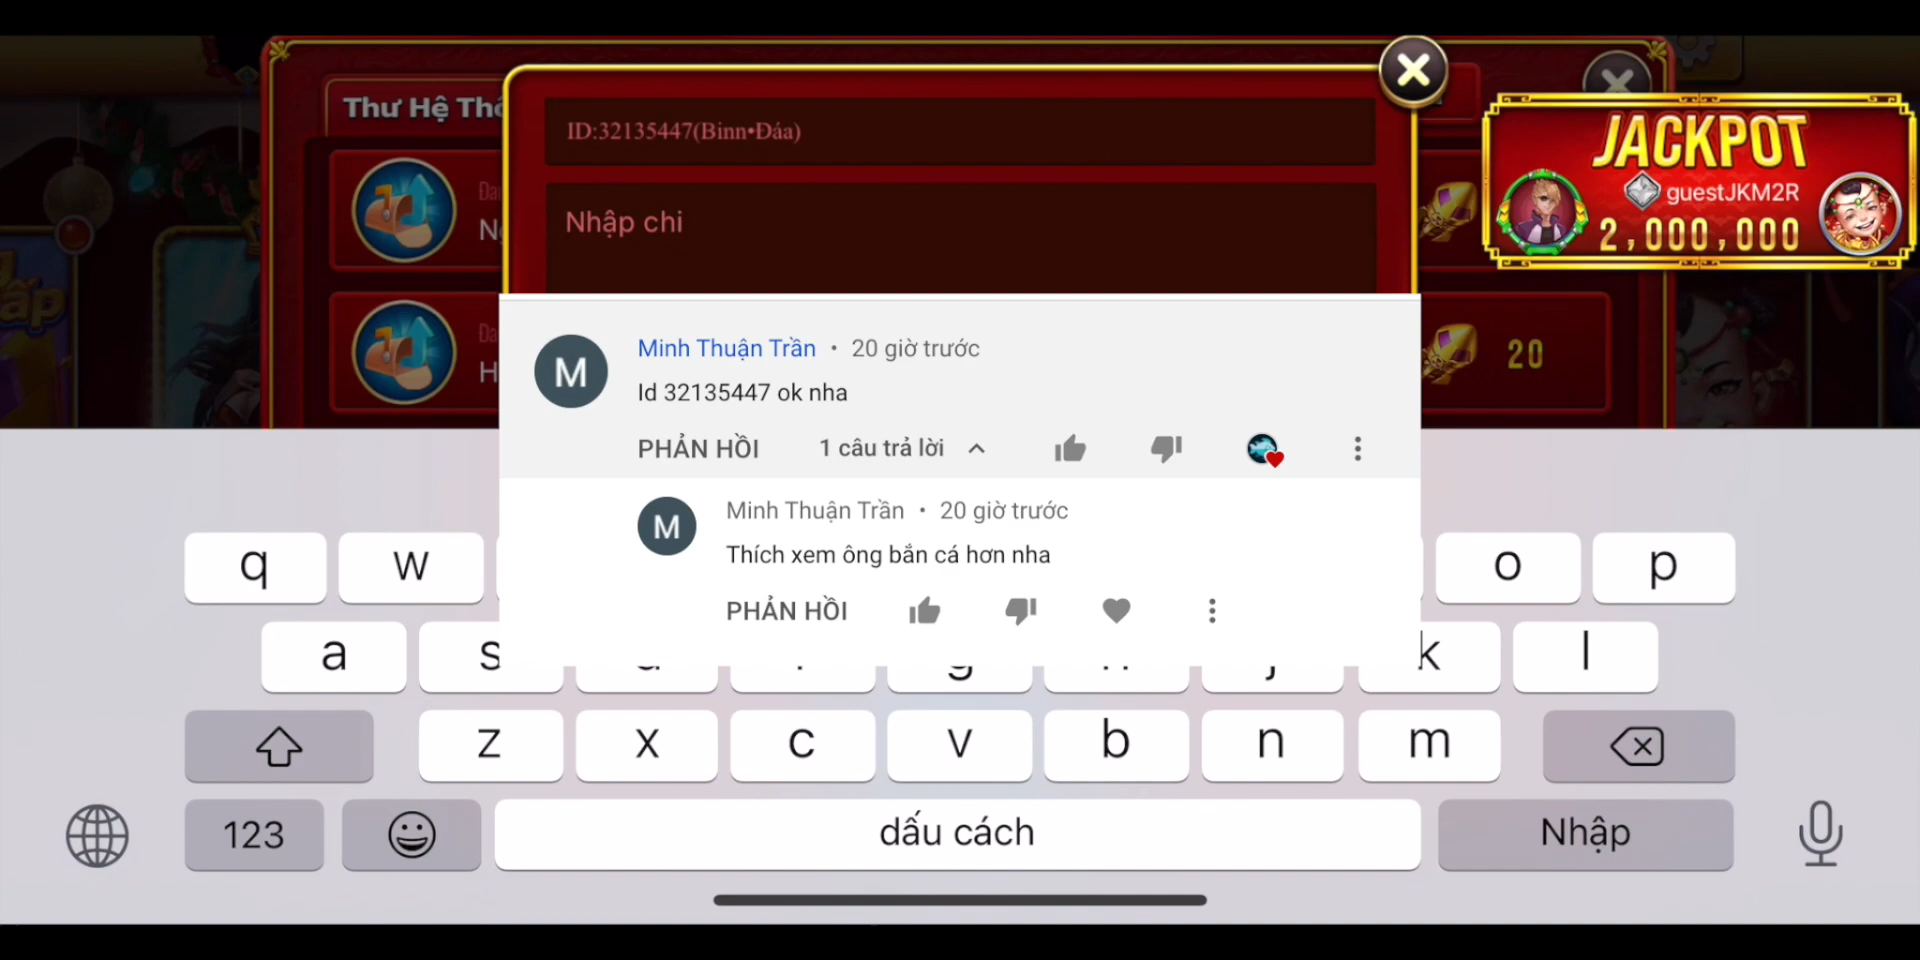 Thư Hệ Thố
ID:32135447(Binn•Đáa)
Nhập chi
JACKPOT
guestJKM2R
2,000,000
20
Minh Thuận Trần • 20 giờ trước
Id 32135447 ok nha
PHẢN HỒI 1 câu trả lời
M
Minh Thuận Trần • 20 giờ trước
M
Thích xem ông bắn cá hơn nha
PHẢN HỒI
q w o p
a s k l
z x c v b n m
123 dấu cách Nhập